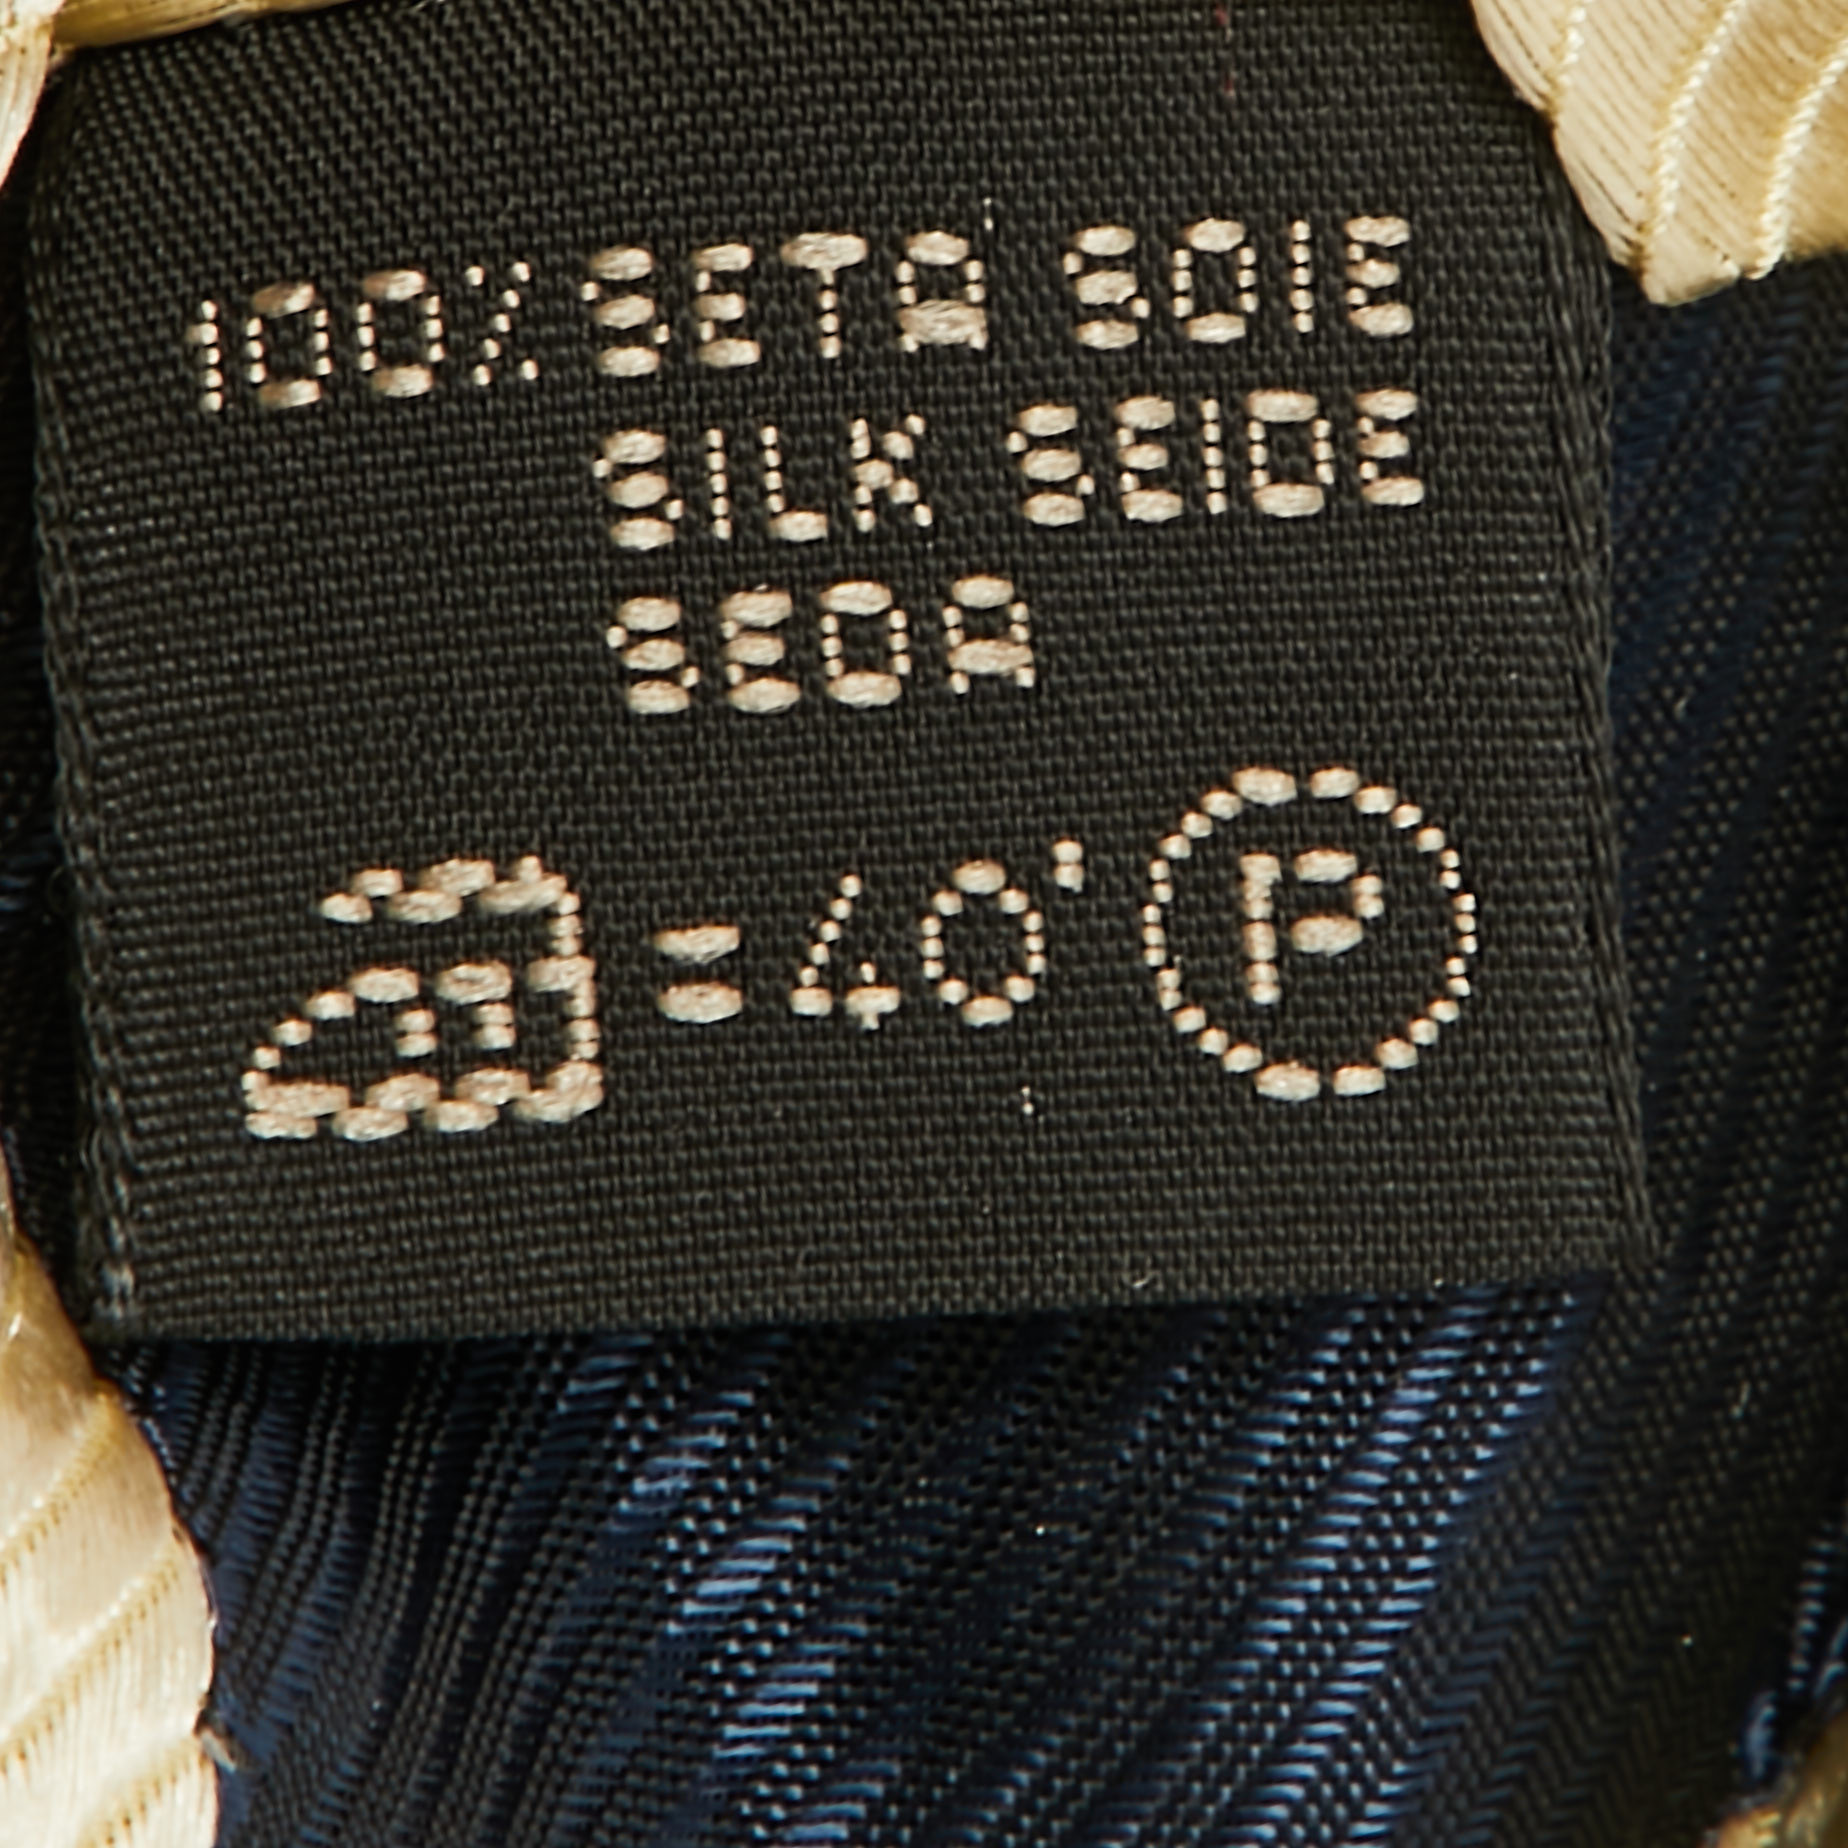 100% SETA SOIE
SILK SEIDE
SEDA
=40' P